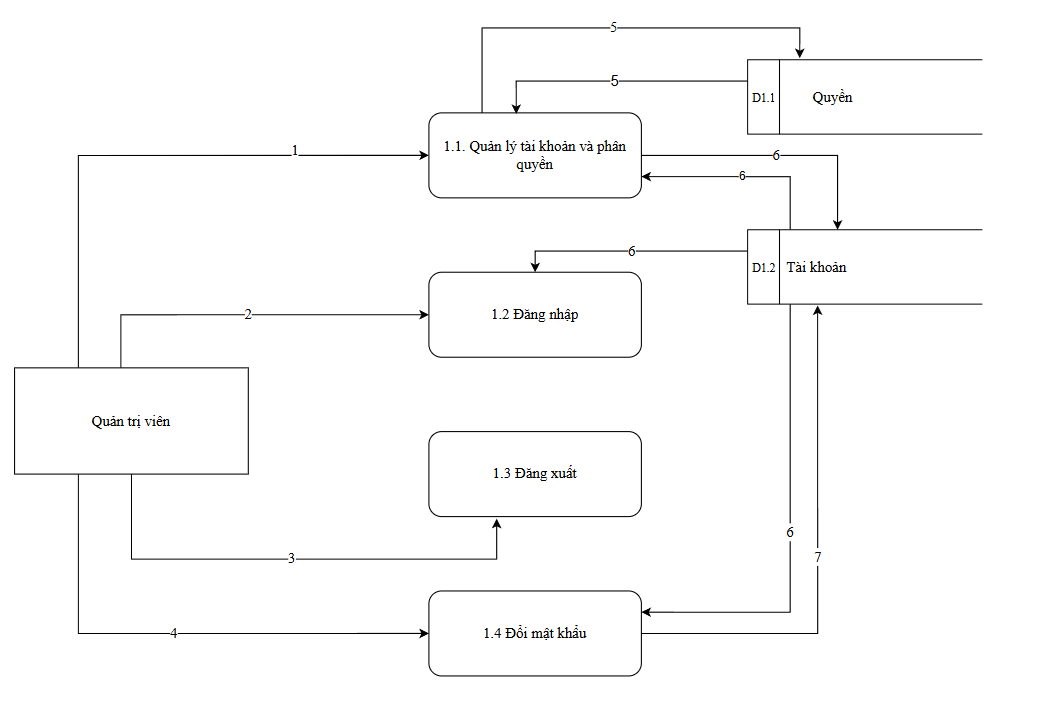 5
5
D1.1
Quyền
1.1. Quản lý tài khoản và phân
quyền
1
6
6
6
D1.2
Tài khoản
2
1.2 Đăng nhập
Quản trị viên
1.3 Đăng xuất
6
3
7
4
1.4 Đổi mật khẩu